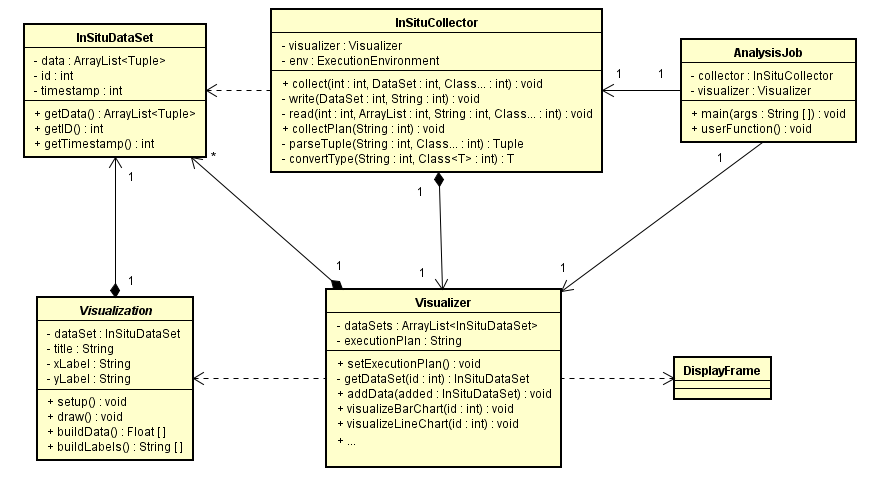 InSituDataSet
- data : ArrayList<Tuple>
- id : int
- timestamp : int
+ getData() : ArrayList<Tuple>
+ getID() : int
+ getTimestamp() : int
InSituCollector
- visualizer : Visualizer
- env : ExecutionEnvironment
+ collect(int : int, DataSet : int, Class... : int) : void
- write(DataSet : int, String : int) : void
- read(int : int, ArrayList : int, String : int, Class... : int) : void
+ collectPlan(String : int) : void
- parseTuple(String : int, Class... : int) : Tuple
- convertType(String : int, Class<T> : int) : T
AnalysisJob
- collector : InSituCollector
- visualizer : Visualizer
+ main(args : String [ ]) : void
+ userFunction() : void
1
1
*
1
1
1
1
1
1
1
1
Visualization
- dataSet : InSituDataSet
- title : String
- xLabel : String
- yLabel : String
+ setup() : void
+ draw() : void
+ buildData() : Float [ ]
+ buildLabels() : String [ ]
Visualizer
- dataSets : ArrayList<InSituDataSet>
- executionPlan : String
+ setExecutionPlan() : void
- getDataSet(id : int) : InSituDataSet
+ addData(added : InSituDataSet) : void
+ visualizeBarChart(id : int) : void
+ visualizeLineChart(id : int) : void
+ ...
DisplayFrame